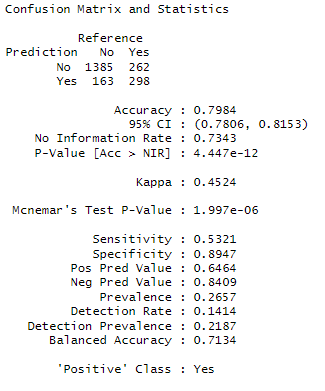 Confusion Matrix and Statistics
Reference
Prediction No Yes
No 1385 262
Yes 163 298
Accuracy : 0.7984
95% CI : (0.7806, 0.8153)
No Information Rate : 0.7343
P-Value [Acc > NIR] : 4.447e-12
Kappa : 0.4524
Mcnemar's Test P-Value : 1.997e-06
Sensitivity : 0.5321
Specificity : 0.8947
Pos Pred Value : 0.6464
Neg Pred Value : 0.8409
Prevalence : 0.2657
Detection Rate : 0.1414
Detection Prevalence : 0.2187
Balanced Accuracy : 0.7134
'Positive' Class : Yes